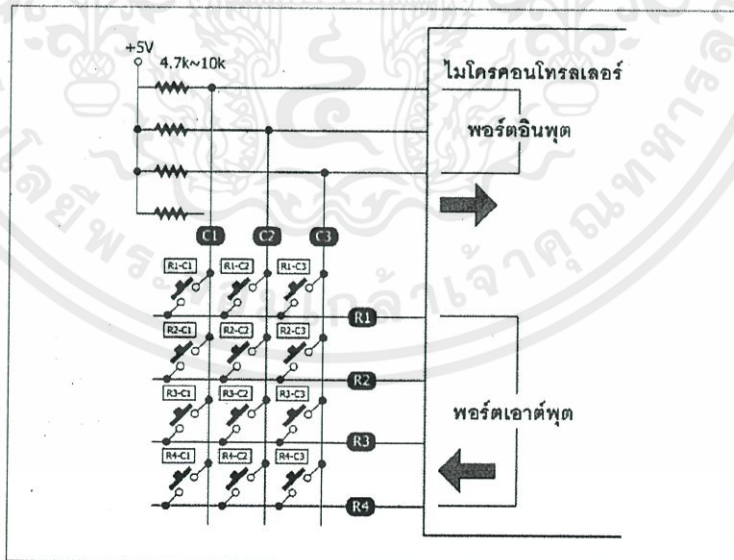 +5V
4.7k~10k
ไมโครคอนโทรลเลอร์
พอร์ตอินพุต
C1 C2 C3
R1-C1 R1-C2 R1-C3
R1
R2-C1 R2-C2 R2-C3
R2
R3-C1 R3-C2 R3-C3
R3
พอร์ตเอาต์พุต
R4-C1 R4-C2 R4-C3
R4